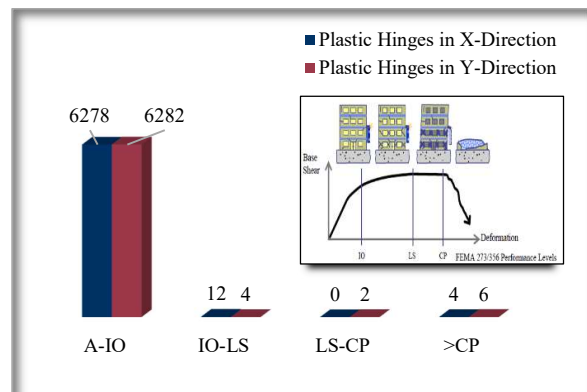 Plastic Hinges in X-Direction
Plastic Hinges in Y-Direction
6278 6282
Base
Shear
Deformation
IO LS CP
FEMA 273/356 Performance Levels
12 4 0 2 4 6
A-IO IO-LS LS-CP >CP